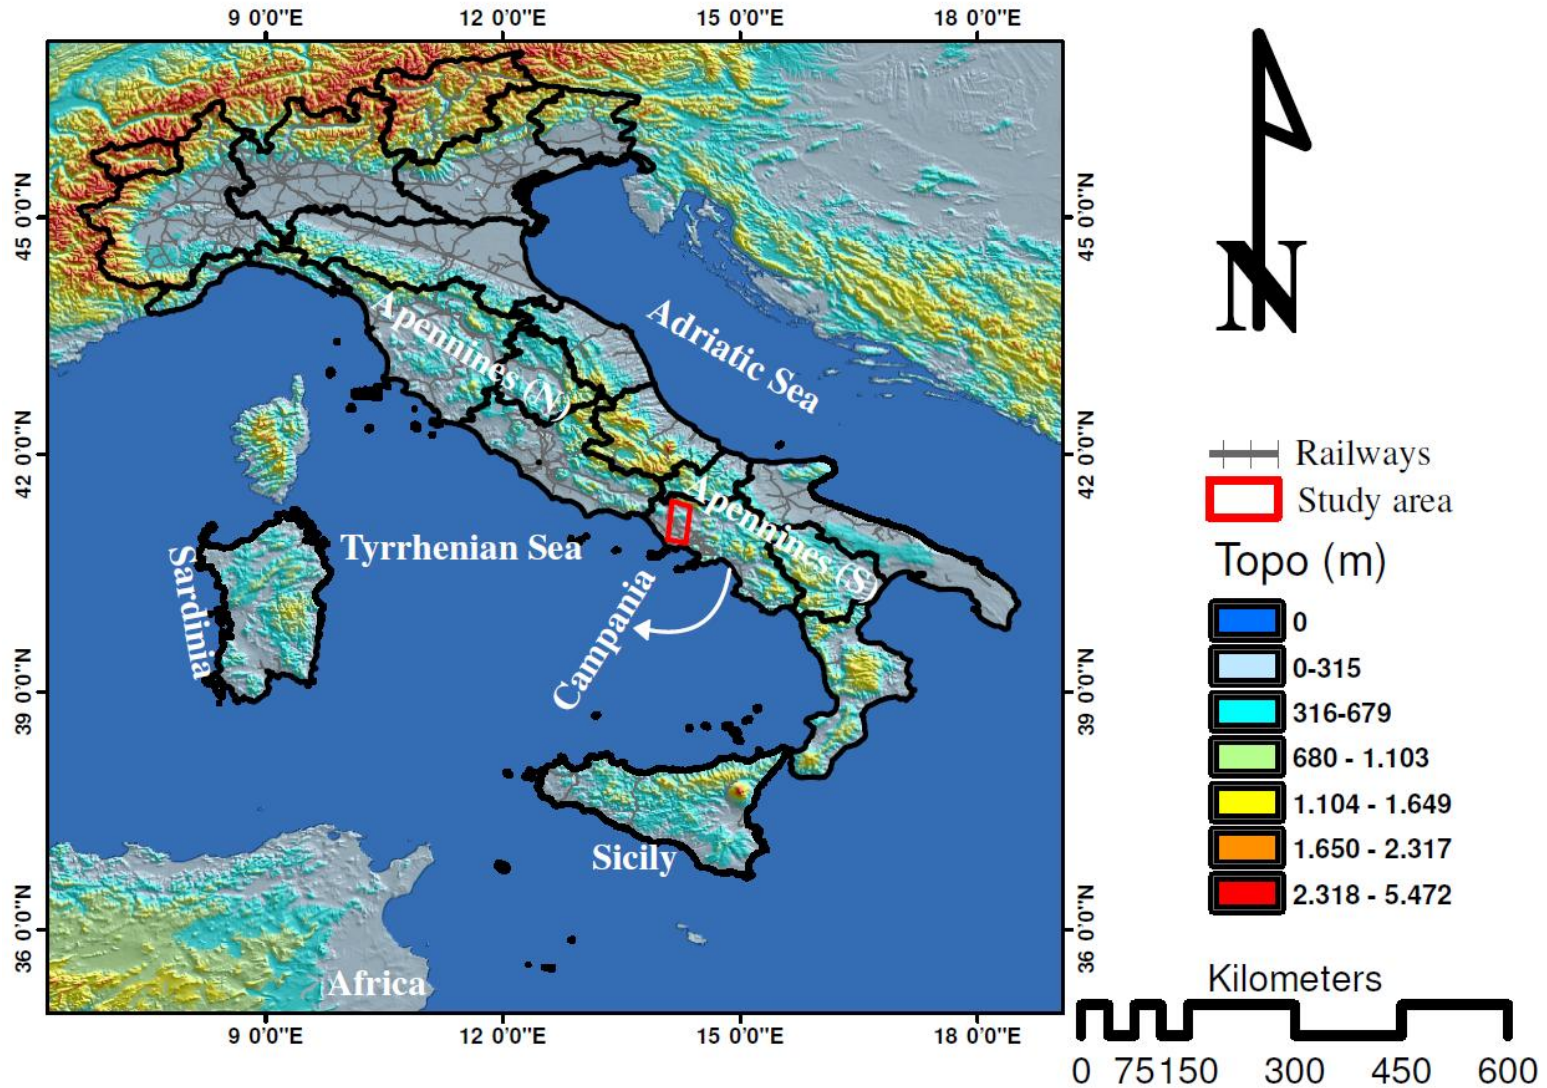 9 0'0"E 12 0'0"E 15 0'0"E 18 0'0"E
45 0'0"N
42 0'0"N
39 0'0"N
36 0'0"N
Apennines (N)
Adriatic Sea
Apennines (S)
Tyrrhenian Sea
Sardinia
Campania
Sicily
Africa
45 0'0"N
42 0'0"N
39 0'0"N
36 0'0"N
9 0'0"E 12 0'0"E 15 0'0"E 18 0'0"E
N
Railways
Study area
Topo (m)
0
0-315
316-679
680 - 1.103
1.104 - 1.649
1.650 - 2.317
2.318 - 5.472
Kilometers
0 75 150 300 450 600